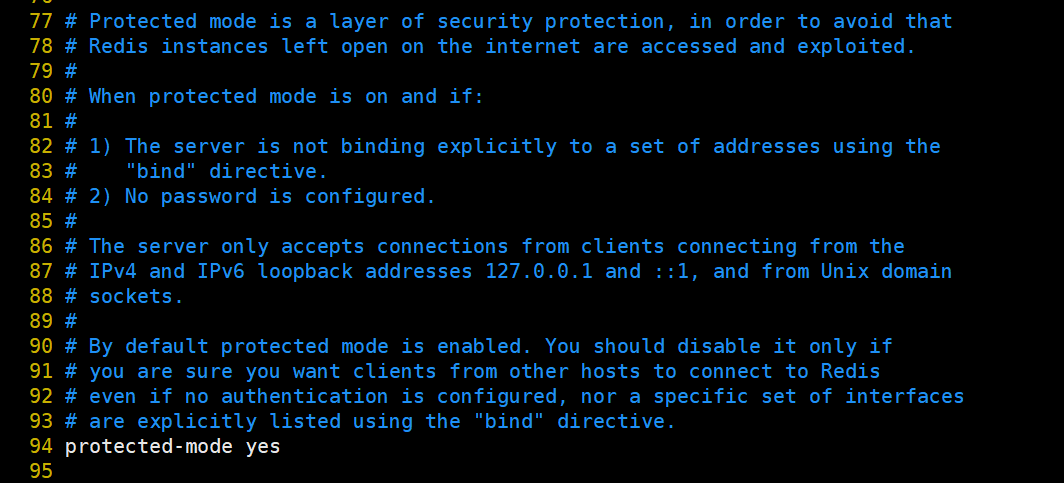 77 # Protected mode is a layer of security protection, in order to avoid that
78 # Redis instances left open on the internet are accessed and exploited.
79 #
80 # When protected mode is on and if:
81 #
82 # 1) The server is not binding explicitly to a set of addresses using the
83 #    "bind" directive.
84 # 2) No password is configured.
85 #
86 # The server only accepts connections from clients connecting from the
87 # IPv4 and IPv6 loopback addresses 127.0.0.1 and ::1, and from Unix domain
88 # sockets.
89 #
90 # By default protected mode is enabled. You should disable it only if
91 # you are sure you want clients from other hosts to connect to Redis
92 # even if no authentication is configured, nor a specific set of interfaces
93 # are explicitly listed using the "bind" directive.
94 protected-mode yes
95